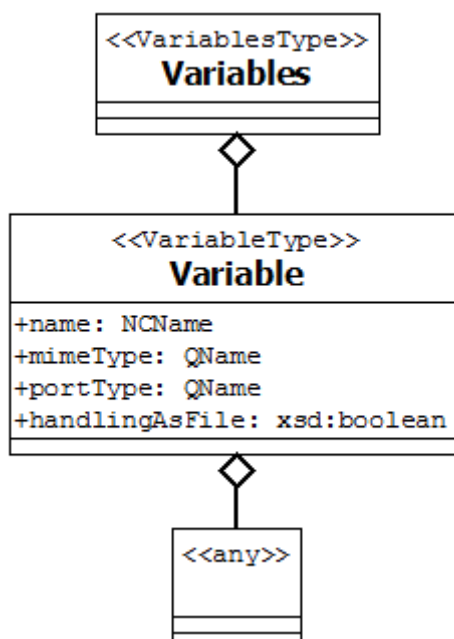 <<VariablesType>>
Variables
<<VariableType>>
Variable
+name: NCName
+mimeType: QName
+portType: QName
+handlingAsFile: xsd:boolean
<<any>>